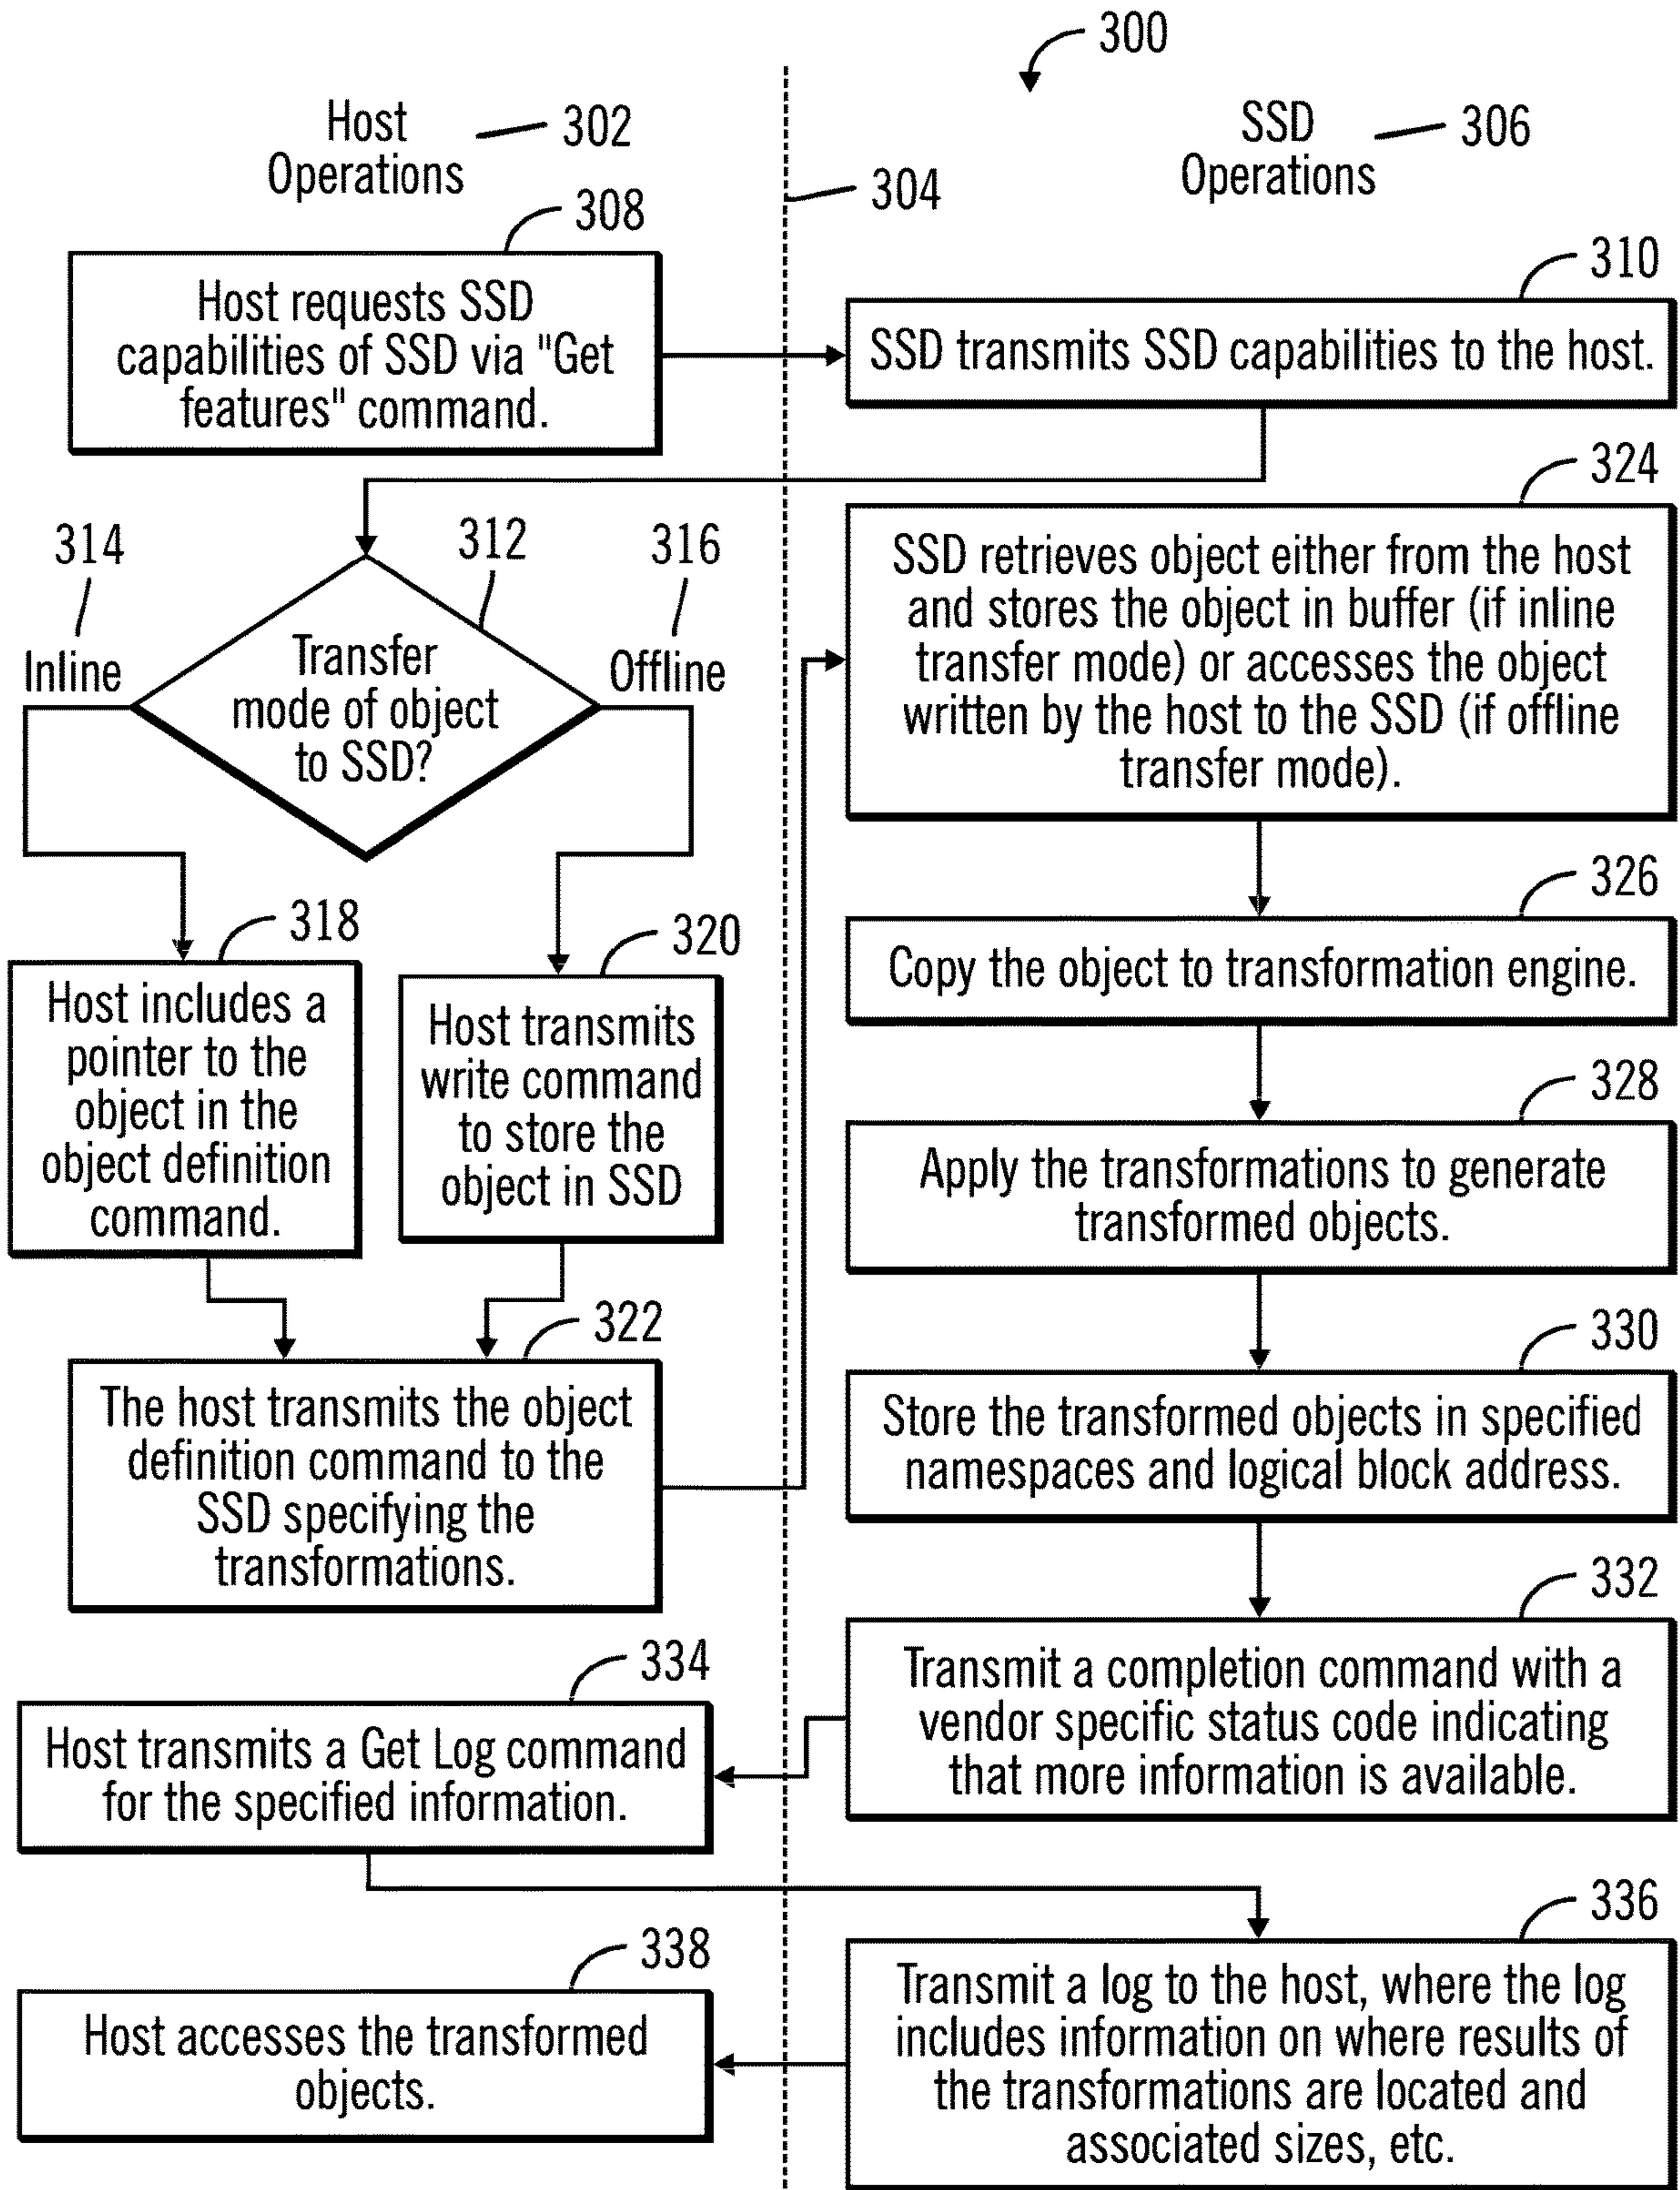 300
Host
Operations
302
SSD
Operations
306
304
308
Host requests SSD
capabilities of SSD via "Get
features" command.
310
SSD transmits SSD capabilities to the host.
314
Inline
312
Transfer
mode of object
to SSD?
316
Offline
318
Host includes a
pointer to the
object in the
object definition
command.
320
Host transmits
write command
to store the
object in SSD
322
The host transmits the object
definition command to the
SSD specifying the
transformations.
324
SSD retrieves object either from the host
and stores the object in buffer (if inline
transfer mode) or accesses the object
written by the host to the SSD (if offline
transfer mode).
326
Copy the object to transformation engine.
328
Apply the transformations to generate
transformed objects.
330
Store the transformed objects in specified
namespaces and logical block address.
332
Transmit a completion command with a
vendor specific status code indicating
that more information is available.
334
Host transmits a Get Log command
for the specified information.
336
Transmit a log to the host, where the log
includes information on where results of
the transformations are located and
associated sizes, etc.
338
Host accesses the transformed
objects.